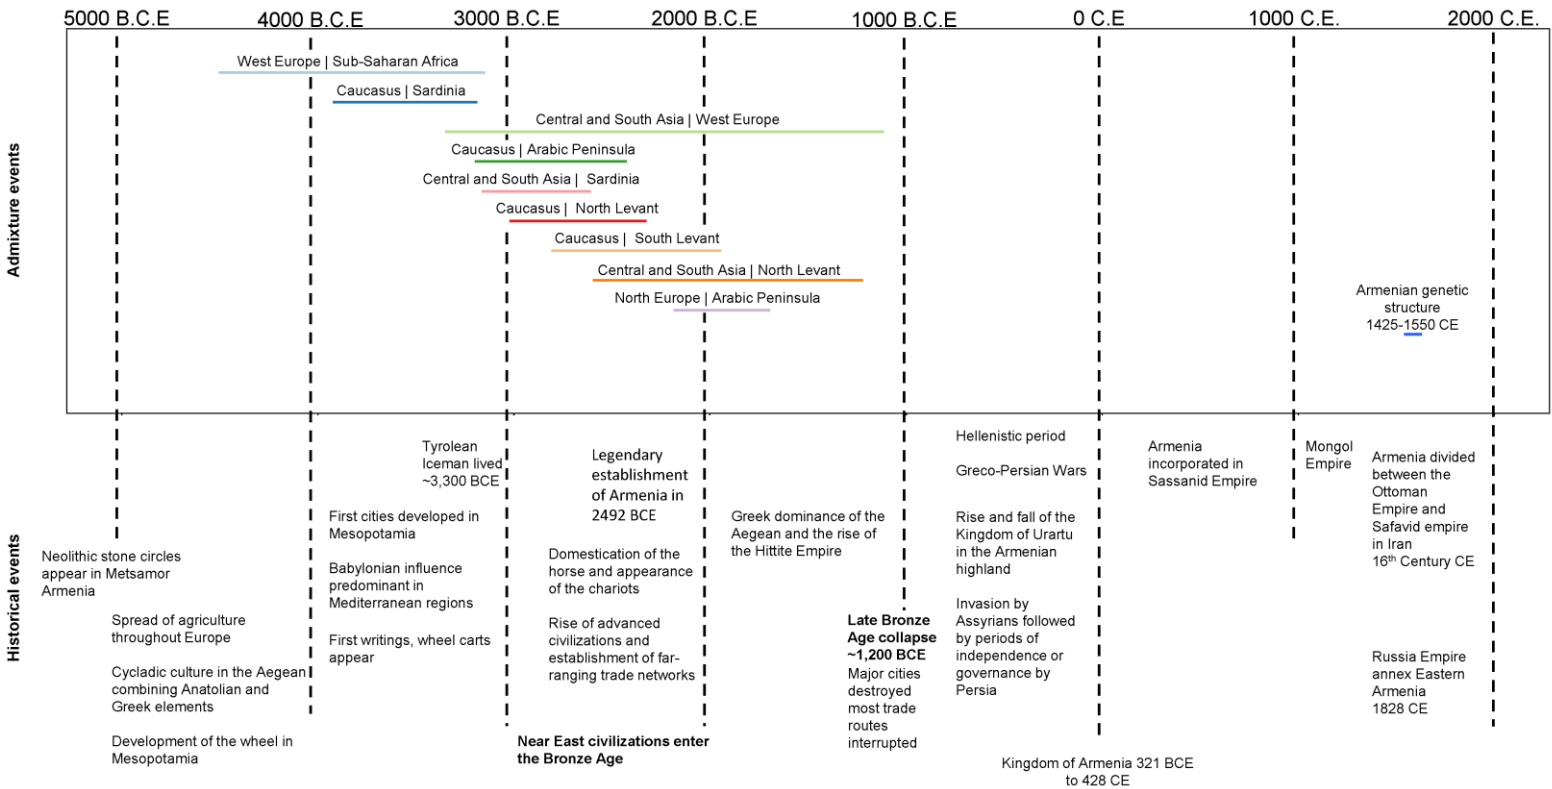 5000 B.C.E
4000 B.C.E
3000 B.C.E
2000 B.C.E
1000 B.C.E
0 C.E
1000 C.E.
2000 C.E.
Admixture events
West Europe | Sub-Saharan Africa
Caucasus | Sardinia
Central and South Asia | West Europe
Caucasus | Arabic Peninsula
Central and South Asia | Sardinia
Caucasus | North Levant
Caucasus | South Levant
Central and South Asia | North Levant
North Europe | Arabic Peninsula
Armenian genetic
structure
1425-1550 CE
Historical events
Neolithic stone circles
appear in Metsamor
Armenia
Spread of agriculture
throughout Europe
Cycladic culture in the Aegean
combining Anatolian and
Greek elements
Development of the wheel in
Mesopotamia
Tyrolean
Iceman lived
~3,300 BCE
First cities developed in
Mesopotamia
Babylonian influence
predominant in
Mediterranean regions
First writings, wheel carts
appear
Legendary
establishment
of Armenia in
2492 BCE
Domestication of the
horse and appearance
of the chariots
Rise of advanced
civilizations and
establishment of far-
ranging trade networks
Near East civilizations enter
the Bronze Age
Greek dominance of the
Aegean and the rise of
the Hittite Empire
Late Bronze
Age collapse
~1,200 BCE
Major cities
destroyed
most trade
routes
interrupted
Hellenistic period
Greco-Persian Wars
Rise and fall of the
Kingdom of Urartu
in the Armenian
highland
Invasion by
Assyrians followed
by periods of
independence or
governance by
Persia
Kingdom of Armenia 321 BCE
to 428 CE
Armenia
incorporated in
Sassanid Empire
Mongol
Empire
Armenia divided
between the
Ottoman
Empire and
Safavid empire
in Iran
16th Century CE
Russia Empire
annex Eastern
Armenia
1828 CE